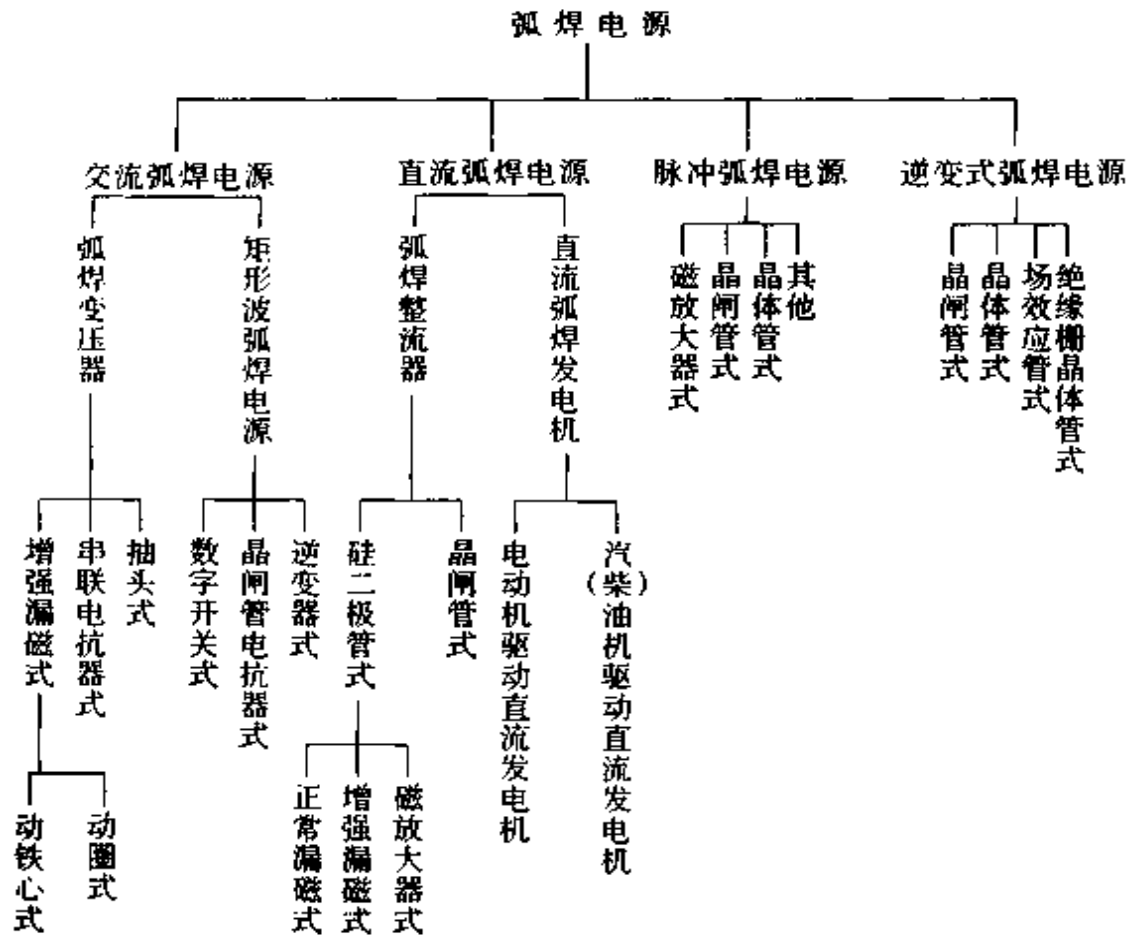 弧焊电源
交流弧焊电源
直流弧焊电源
脉冲弧焊电源
逆变式弧焊电源
弧焊变压器
矩形波弧焊电源
弧焊整流器
直流弧焊发电机
磁放大器式
晶闸管式
晶体管式
其他
晶闸管式
晶体管式
场效应管式
绝缘栅晶体管式
增强漏磁式
串联电抗器式
抽头式
数字开关式
晶闸管电抗器式
逆变器式
硅二极管式
晶闸管式
电动机驱动直流发电机
汽(柴)油机驱动直流发电机
动铁心式
动圈式
正常漏磁式
增强漏磁式
磁放大器式